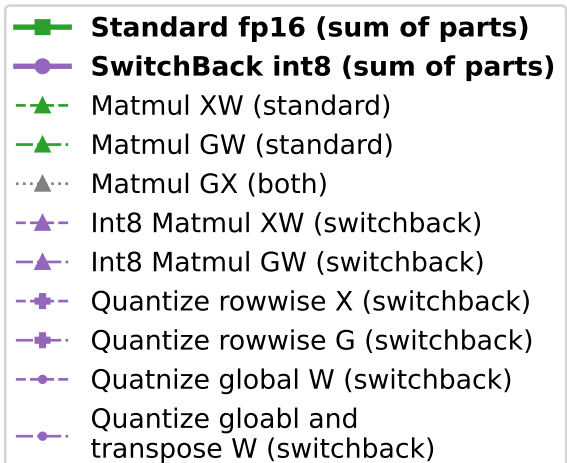 Standard fp16 (sum of parts)
SwitchBack int8 (sum of parts)
Matmul XW (standard)
Matmul GW (standard)
Matmul GX (both)
Int8 Matmul XW (switchback)
Int8 Matmul GW (switchback)
Quantize rowwise X (switchback)
Quantize rowwise G (switchback)
Quatnize global W (switchback)
Quantize gloabl and
transpose W (switchback)